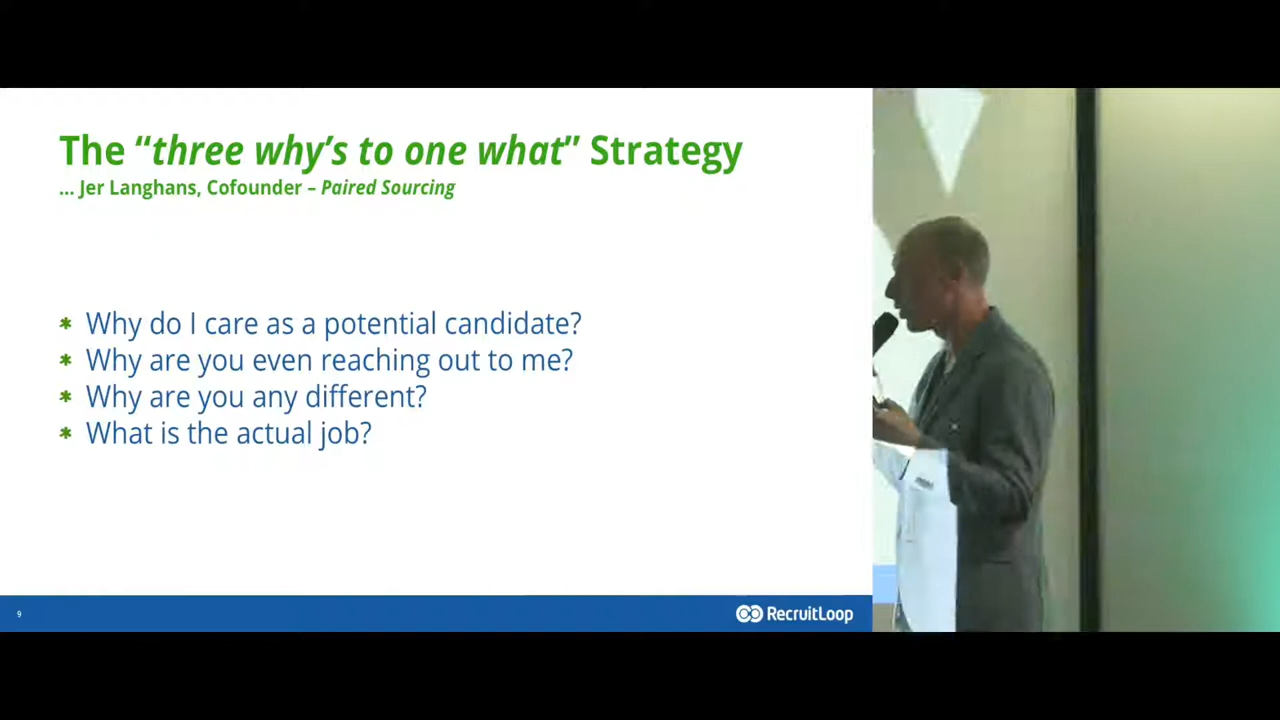 The “three why’s to one what” Strategy
... Jer Langhans, Cofounder – Paired Sourcing
* Why do I care as a potential candidate?
* Why are you even reaching out to me?
* Why are you any different?
* What is the actual job?
9
RecruitLoop